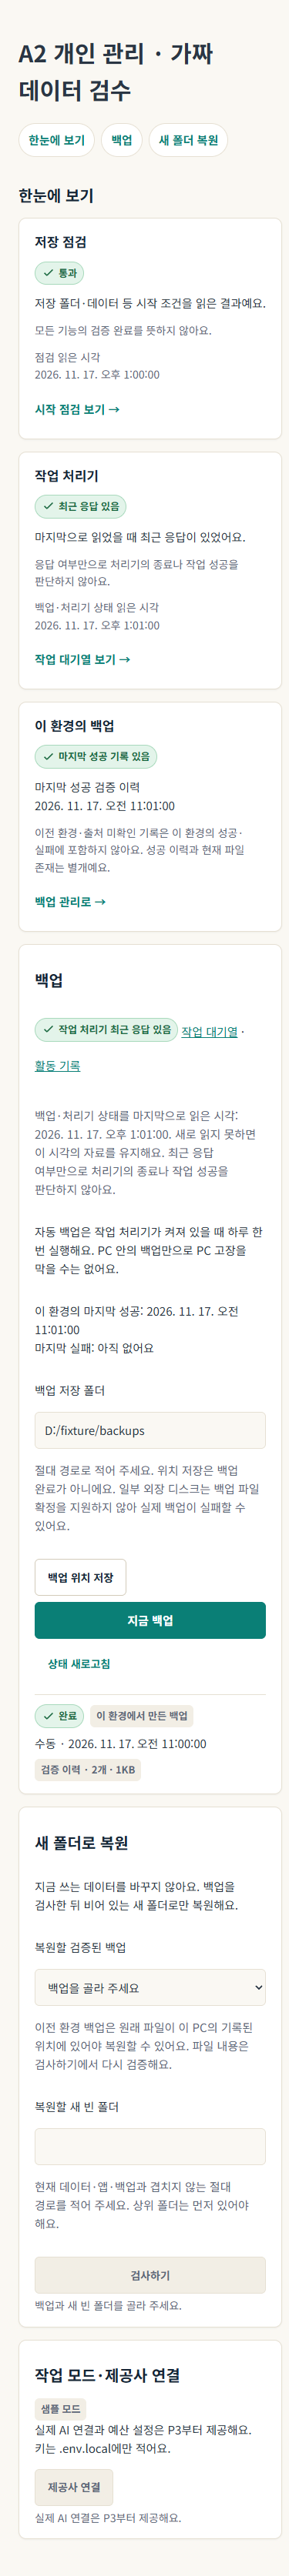 A2 개인 관리 · 가짜
데이터 검수
한눈에 보기
백업
새 폴더 복원
한눈에 보기
저장 점검
통과
저장 폴더·데이터 등 시작 조건을 읽은 결과예요.
모든 기능의 검증 완료를 뜻하지 않아요.
점검 읽은 시각
2026. 11. 17. 오후 1:00:00
시작 점검 보기 →
작업 처리기
최근 응답 있음
마지막으로 읽었을 때 최근 응답이 있었어요.
응답 여부만으로 처리기의 종료나 작업 성공을
판단하지 않아요.
백업·처리기 상태 읽은 시각
2026. 11. 17. 오후 1:01:00
작업 대기열 보기 →
이 환경의 백업
마지막 성공 기록 있음
마지막 성공 검증 이력
2026. 11. 17. 오전 11:01:00
이전 환경·출처 미확인 기록은 이 환경의 성공·
실패에 포함하지 않아요. 성공 이력과 현재 파일
존재는 별개예요.
백업 관리로 →
백업
작업 처리기 최근 응답 있음 작업 대기열 ·
활동 기록
백업·처리기 상태를 마지막으로 읽은 시각:
2026. 11. 17. 오후 1:01:00. 새로 읽지 못하면
이 시각의 자료를 유지해요. 최근 응답
여부만으로 처리기의 종료나 작업 성공을
판단하지 않아요.
자동 백업은 작업 처리기가 켜져 있을 때 하루 한
번 실행해요. PC 안의 백업만으로 PC 고장을
막을 수는 없어요.
이 환경의 마지막 성공: 2026. 11. 17. 오전
11:01:00
마지막 실패: 아직 없어요
백업 저장 폴더
D:/fixture/backups
절대 경로로 적어 주세요. 위치 저장은 백업
완료가 아니에요. 일부 외장 디스크는 백업 파일
확정을 지원하지 않아 실제 백업이 실패할 수
있어요.
백업 위치 저장
지금 백업
상태 새로고침
완료
이 환경에서 만든 백업
수동 · 2026. 11. 17. 오전 11:00:00
검증 이력 · 2개 · 1KB
새 폴더로 복원
지금 쓰는 데이터를 바꾸지 않아요. 백업을
검사한 뒤 비어 있는 새 폴더로만 복원해요.
복원할 검증된 백업
백업을 골라 주세요
이전 환경 백업은 원래 파일이 이 PC의 기록된
위치에 있어야 복원할 수 있어요. 파일 내용은
검사하기에서 다시 검증해요.
복원할 새 빈 폴더
현재 데이터·앱·백업과 겹치지 않는 절대
경로를 적어 주세요. 상위 폴더는 먼저 있어야
해요.
검사하기
백업과 새 빈 폴더를 골라 주세요.
작업 모드·제공사 연결
샘플 모드
실제 AI 연결과 예산 설정은 P3부터 제공해요.
키는 .env.local에만 적어요.
제공사 연결
실제 AI 연결은 P3부터 제공해요.